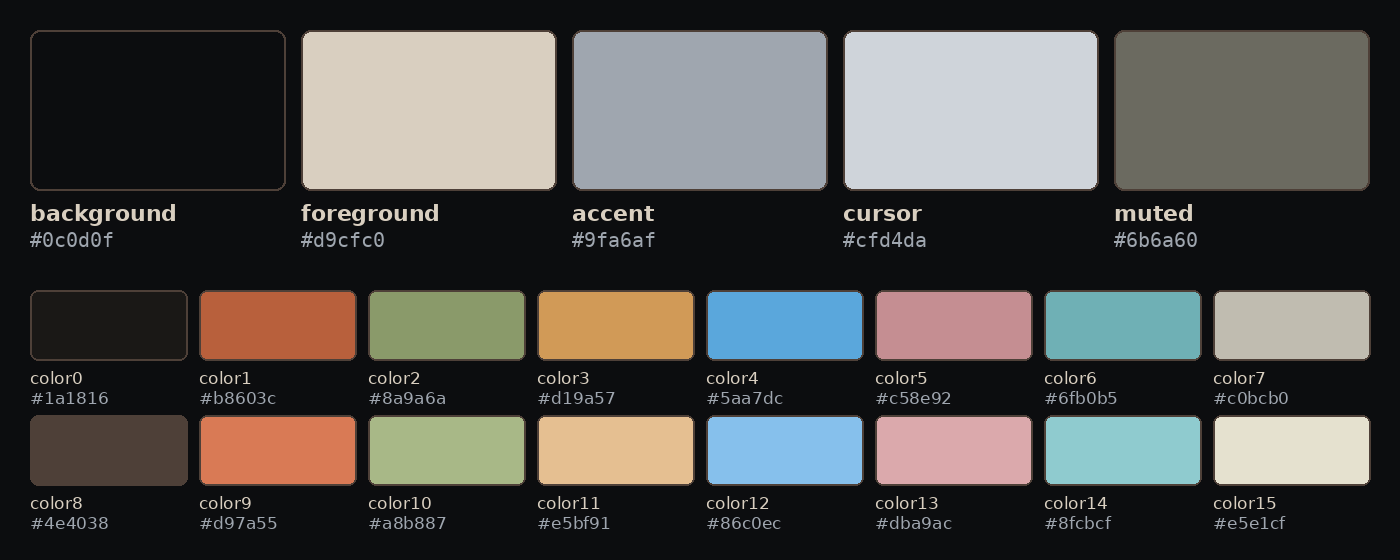 background foreground accent cursor muted
#0c0d0f #d9cfc0 #9fa6af #cfd4da #6b6a60
color0 color1 color2 color3 color4 color5 color6 color7
#1a1816 #b8603c #8a9a6a #d19a57 #5aa7dc #c58e92 #6fb0b5 #c0bcb0
color8 color9 color10 color11 color12 color13 color14 color15
#4e4038 #d97a55 #a8b887 #e5bf91 #86c0ec #dba9ac #8fcbcf #e5e1cf